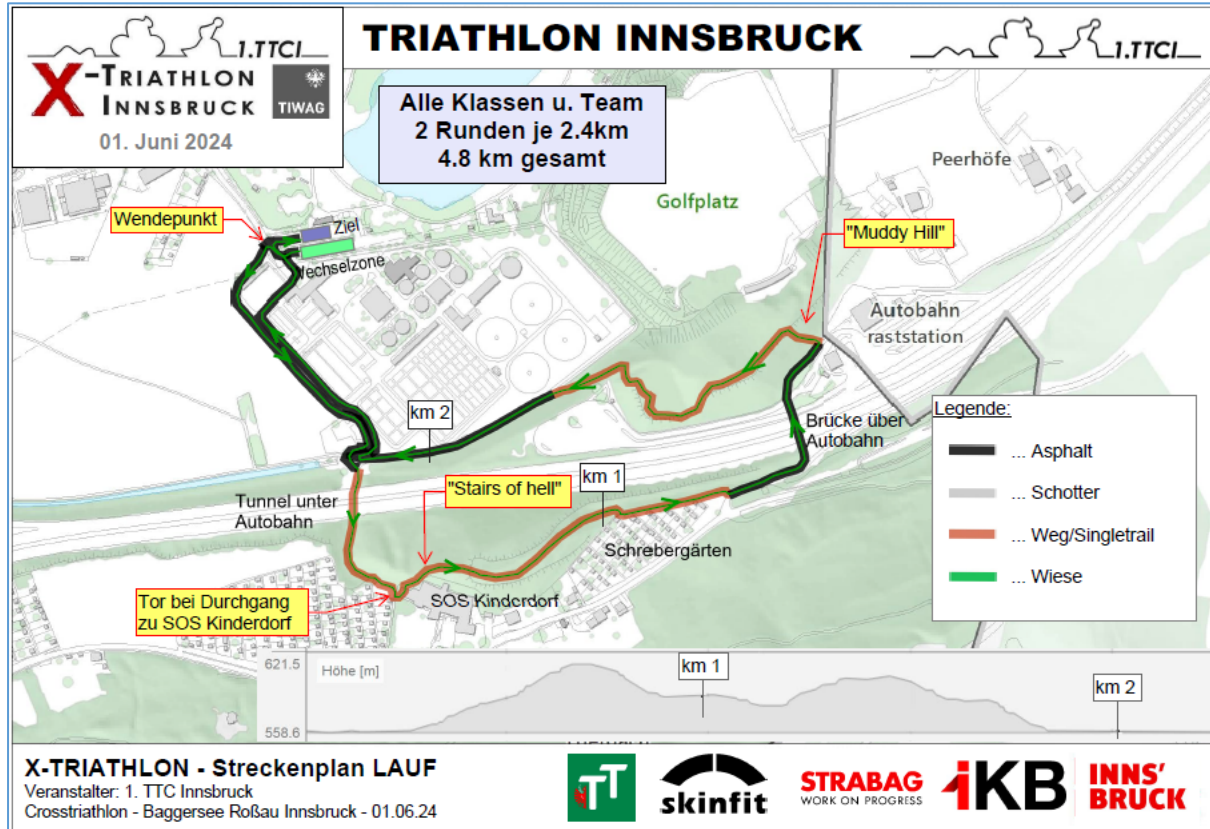 1.TTCI
X-TRIATHLON
INNSBRUCK
TIWAG
01. Juni 2024
TRIATHLON INNSBRUCK
1.TTCI
Alle Klassen u. Team
2 Runden je 2.4km
4.8 km gesamt
Peerhöfe
Golfplatz
Wendepunkt
Ziel
Wechselzone
"Muddy Hill"
Autobahn
raststation
km 2
Brücke über
Autobahn
Legende:
... Asphalt
... Schotter
... Weg/Singletrail
... Wiese
"Stairs of hell"
km 1
Tunnel unter
Autobahn
Schrebergärten
Tor bei Durchgang
zu SOS Kinderdorf
SOS Kinderdorf
621.5
Höhe [m]
km 1
km 2
558.6
X-TRIATHLON - Streckenplan LAUF
Veranstalter: 1. TTC Innsbruck
Crosstriathlon - Baggersee Roßau Innsbruck - 01.06.24
TT
skinfit
STRABAG
WORK ON PROGRESS
iKB
INNS'
BRUCK